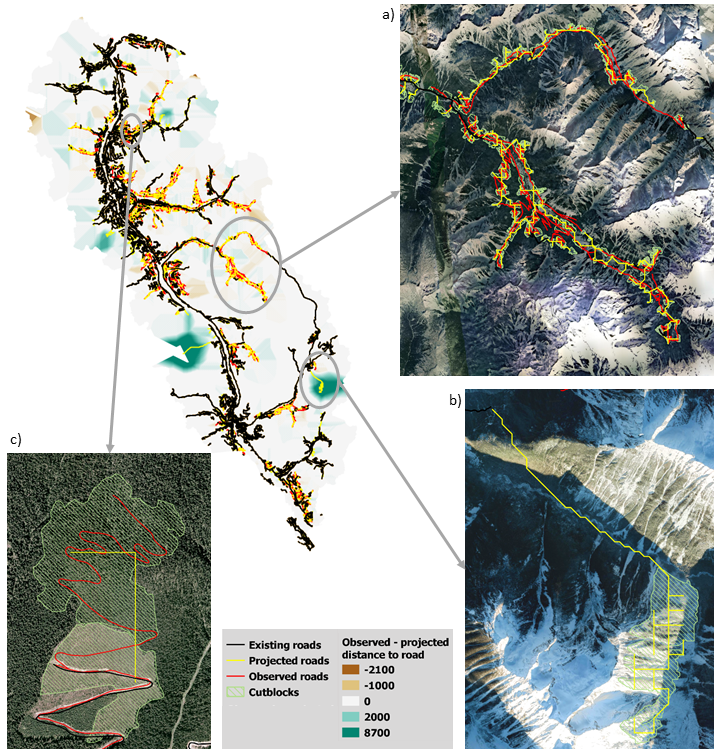 a)
b)
c)
Existing roads
Projected roads
Observed roads
Cutblocks
Observed - projected
distance to road
-2100
-1000
0
2000
8700